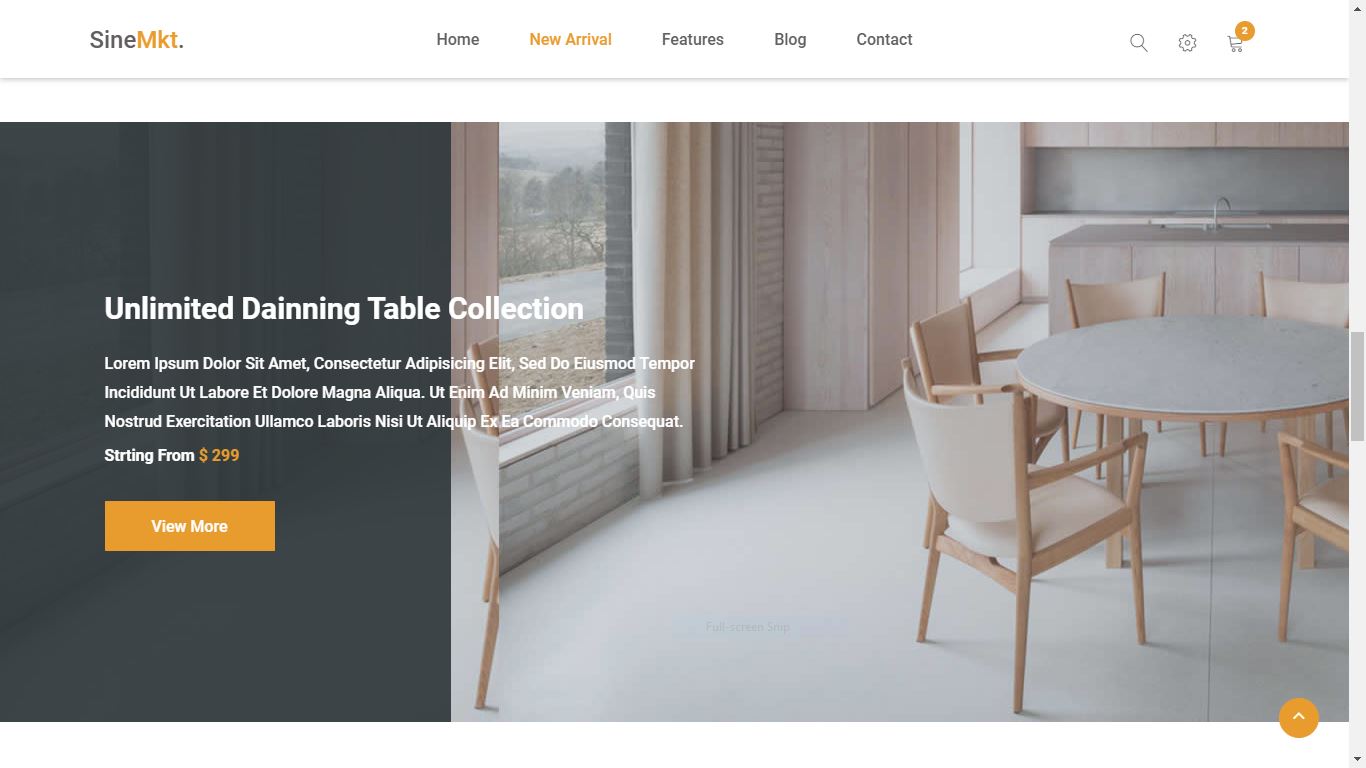 SineMkt.
Home New Arrival Features Blog Contact
2
Unlimited Dainning Table Collection
Lorem Ipsum Dolor Sit Amet, Consectetur Adipisicing Elit, Sed Do Eiusmod Tempor
Incididunt Ut Labore Et Dolore Magna Aliqua. Ut Enim Ad Minim Veniam, Quis
Nostrud Exercitation Ullamco Laboris Nisi Ut Aliquip Ex Ea Commodo Consequat.
Strting From $ 299
View More
Full-screen Snip